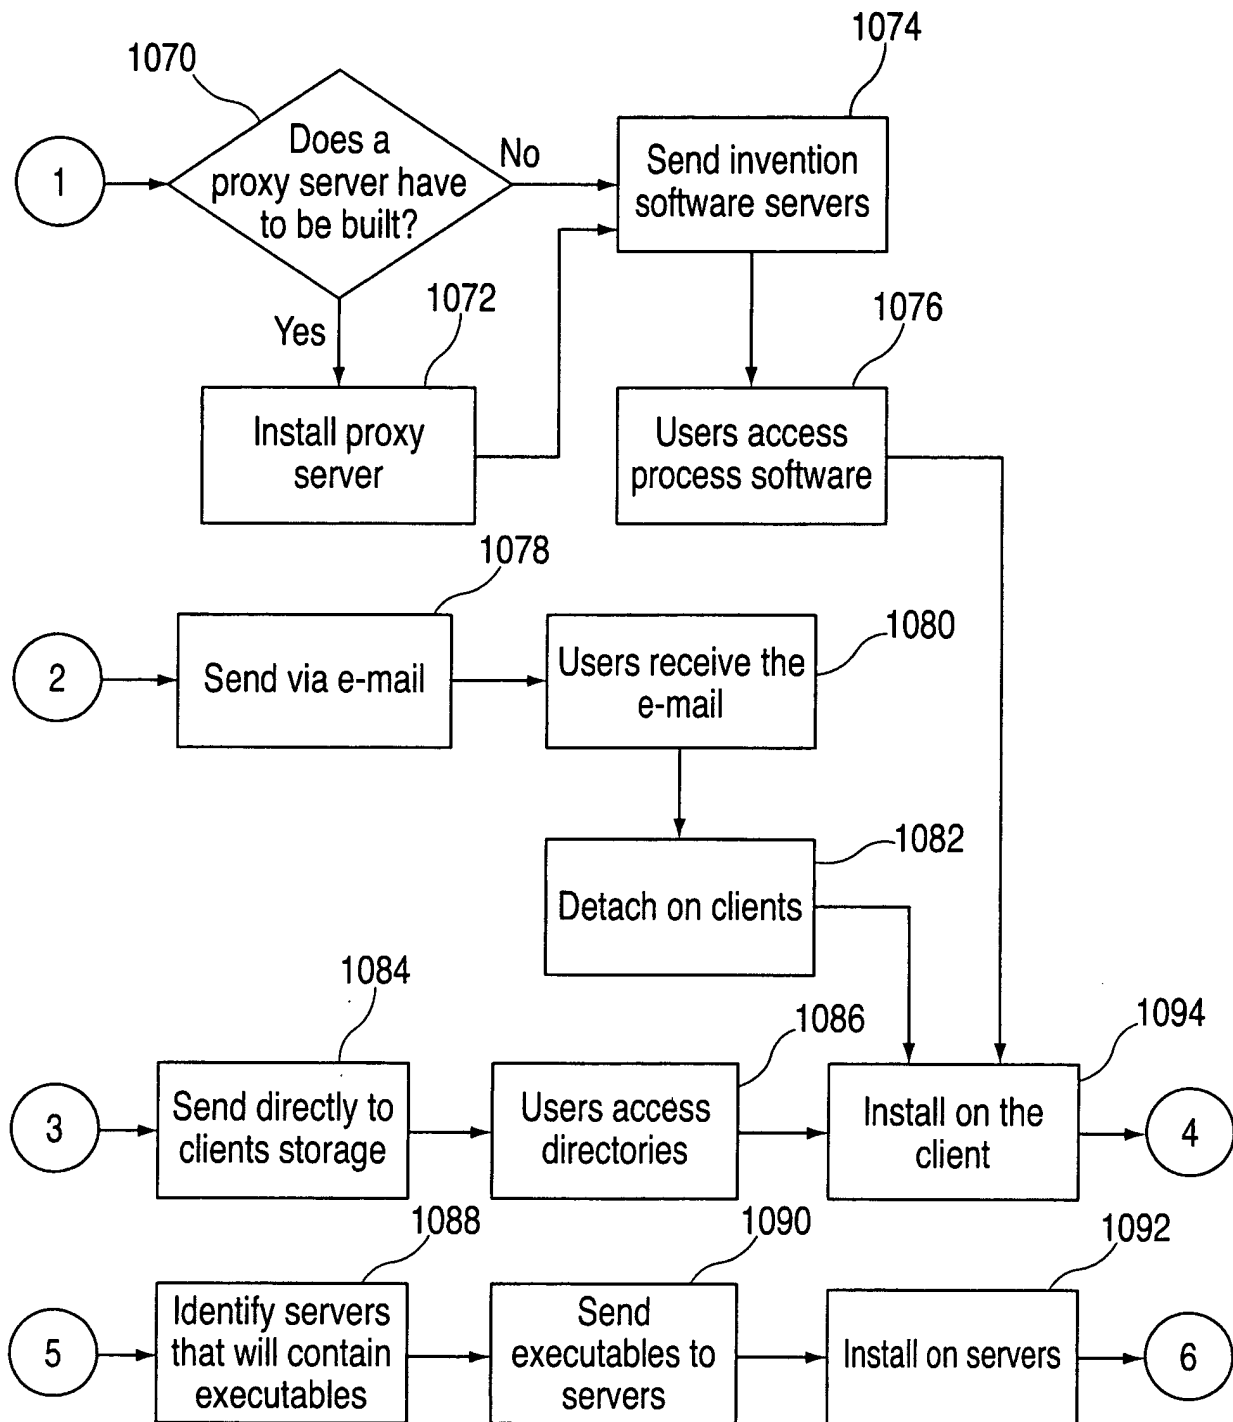 1074
1070
Does a
proxy server have
to be built?
1
No
Send invention
software servers
Yes
1072
1076
Install proxy
server
Users access
process software
1078
2
Send via e-mail
Users receive the
e-mail
1080
1082
Detach on clients
1084
1086
1094
3
Send directly to
clients storage
Users access
directories
Install on the
client
4
1088
1090
1092
5
Identify servers
that will contain
executables
Send
executables to
servers
Install on servers
6